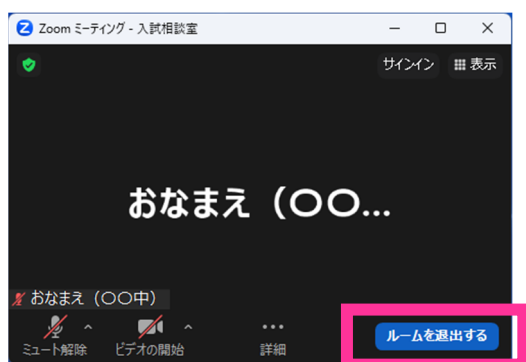 Zoom ミーティング - 入試相談室
サインイン 表示
おなまえ（〇〇...
おなまえ（〇〇中）
ミュート解除 ビデオの開始 詳細 ルームを退出する